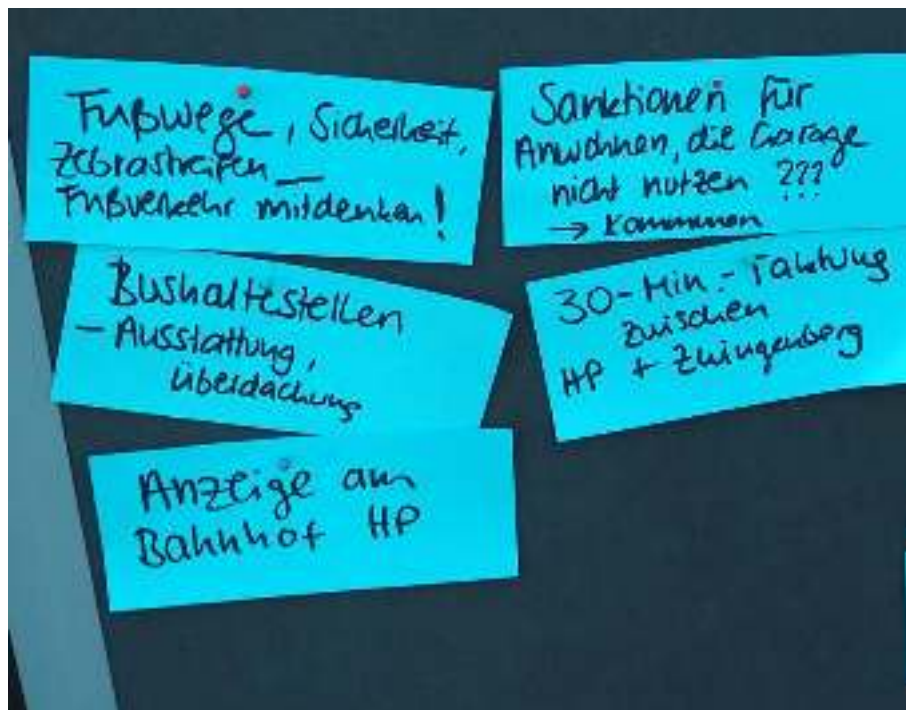 Fußwege, Sicherheit,
Zebrastreifen —
Fußverkehr mitdenken!
Sanktionen für
Anwohner, die Garage
nicht nutzen ???
→ Kommunen
Bushaltestellen
– Ausstattung,
Überdachung
30-Min.-Taktung
zwischen
HP + Zwingenberg
Anzeige am
Bahnhof HP